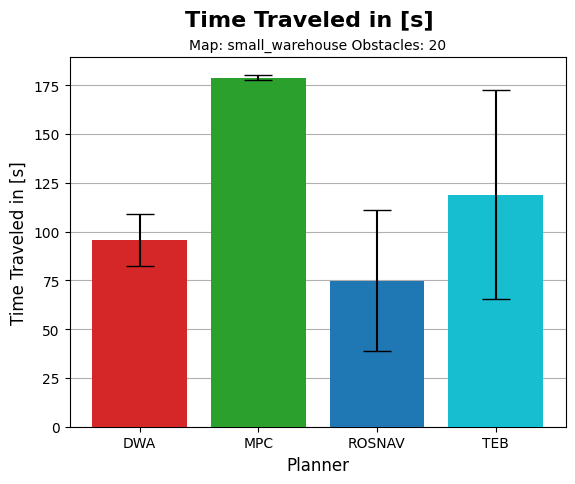 Time Traveled in [s]
Map: small_warehouse Obstacles: 20
Time Traveled in [s]
175
150
125
100
75
50
25
0
DWA MPC ROSNAV TEB
Planner